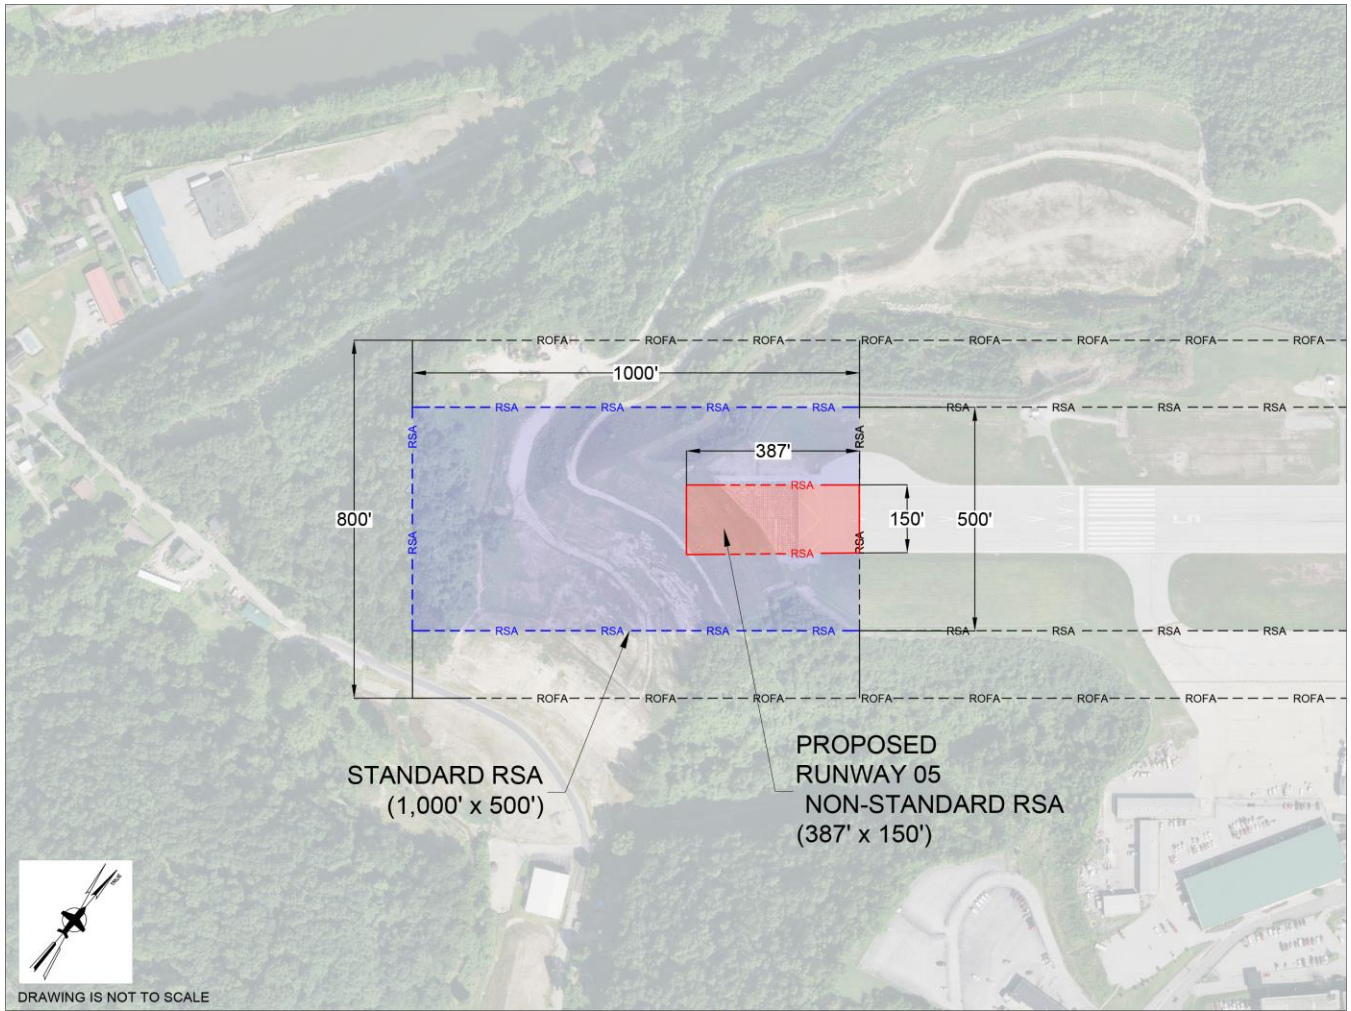 ROFA ROFA ROFA ROFA ROFA ROFA ROFA ROFA
1000'
RSA RSA RSA RSA RSA RSA RSA RSA
RSA RSA
387'
RSA
800' 150' 500'
RSA RSA
RSA
RSA RSA RSA RSA RSA RSA RSA RSA
ROFA ROFA ROFA ROFA ROFA ROFA ROFA ROFA
STANDARD RSA
(1,000' x 500')
PROPOSED
RUNWAY 05
NON-STANDARD RSA
(387' x 150')
TRUE
DRAWING IS NOT TO SCALE